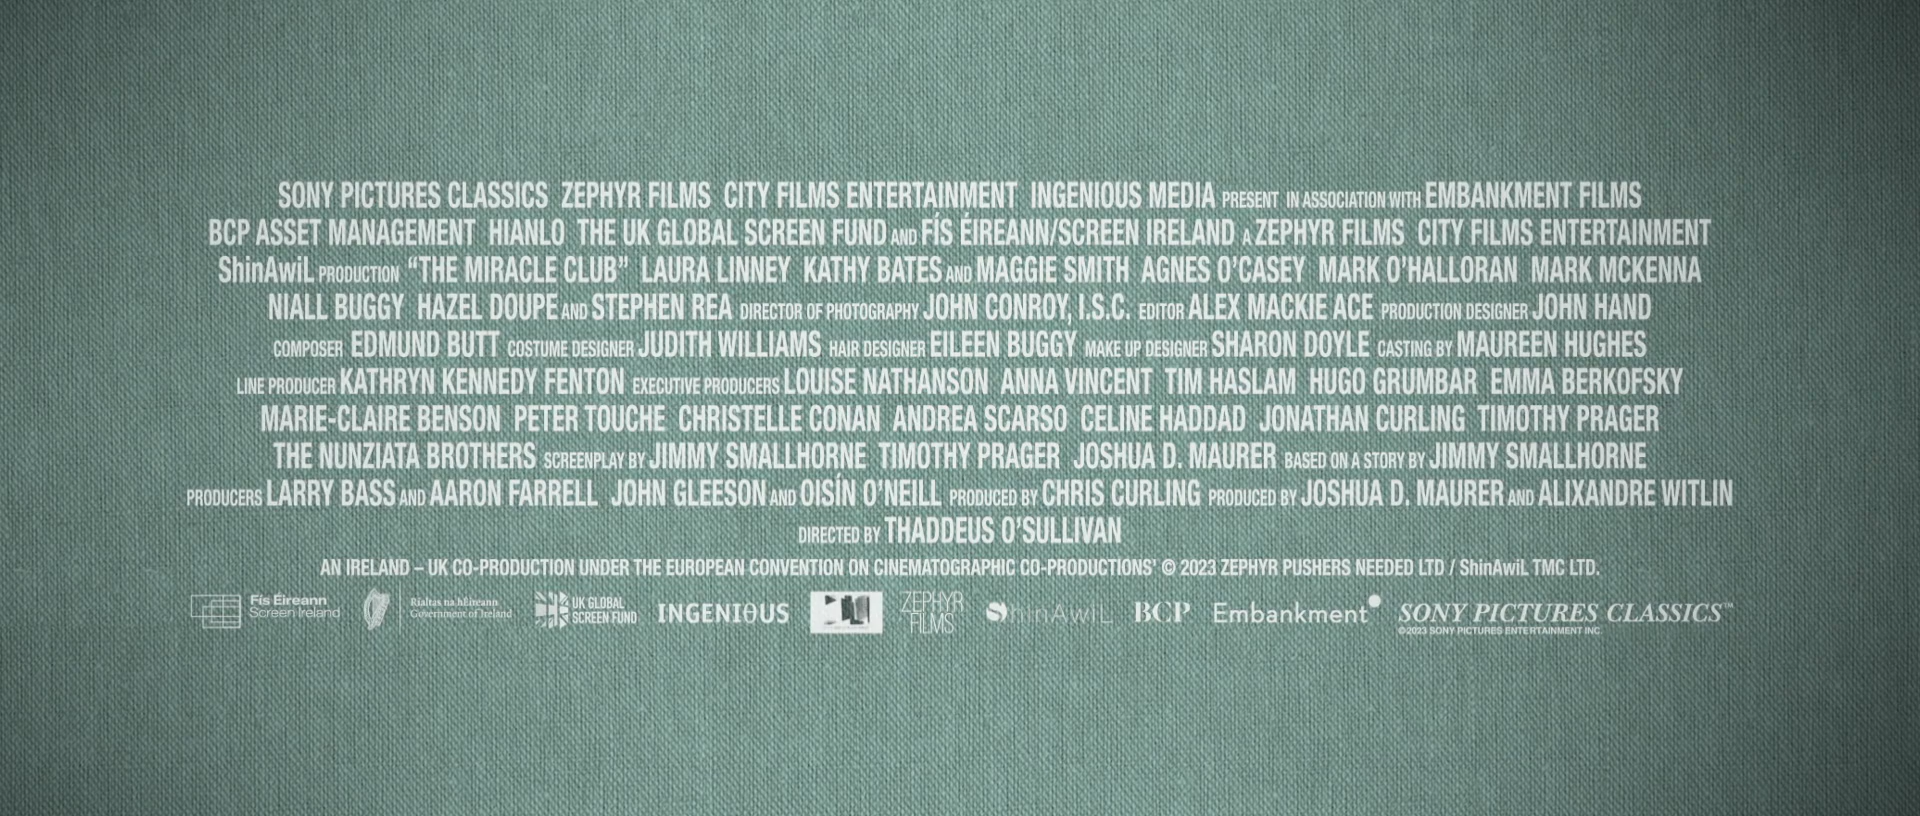 SONY PICTURES CLASSICS ZEPHYR FILMS CITY FILMS ENTERTAINMENT INGENIOUS MEDIA PRESENT IN ASSOCIATION WITH EMBANKMENT FILMS
BCP ASSET MANAGEMENT HIANLO THE UK GLOBAL SCREEN FUND AND FÍS ÉIREANN/SCREEN IRELAND A ZEPHYR FILMS CITY FILMS ENTERTAINMENT
ShinAwiL PRODUCTION “THE MIRACLE CLUB” LAURA LINNEY KATHY BATES AND MAGGIE SMITH AGNES O’CASEY MARK O’HALLORAN MARK MCKENNA
NIALL BUGGY HAZEL DOUPE AND STEPHEN REA DIRECTOR OF PHOTOGRAPHY JOHN CONROY, I.S.C. EDITOR ALEX MACKIE ACE PRODUCTION DESIGNER JOHN HAND
COMPOSER EDMUND BUTT COSTUME DESIGNER JUDITH WILLIAMS HAIR DESIGNER EILEEN BUGGY MAKE UP DESIGNER SHARON DOYLE CASTING BY MAUREEN HUGHES
LINE PRODUCER KATHRYN KENNEDY FENTON EXECUTIVE PRODUCERS LOUISE NATHANSON ANNA VINCENT TIM HASLAM HUGO GRUMBAR EMMA BERKOFSKY
MARIE-CLAIRE BENSON PETER TOUCHE CHRISTELLE CONAN ANDREA SCARSO CELINE HADDAD JONATHAN CURLING TIMOTHY PRAGER
THE NUNZIATA BROTHERS SCREENPLAY BY JIMMY SMALLHORNE TIMOTHY PRAGER JOSHUA D. MAURER BASED ON A STORY BY JIMMY SMALLHORNE
PRODUCERS LARRY BASS AND AARON FARRELL JOHN GLEESON AND OISÍN O’NEILL PRODUCED BY CHRIS CURLING PRODUCED BY JOSHUA D. MAURER AND ALIXANDRE WITLIN
DIRECTED BY THADDEUS O’SULLIVAN
AN IRELAND – UK CO-PRODUCTION UNDER THE EUROPEAN CONVENTION ON CINEMATOGRAPHIC CO-PRODUCTIONS’ © 2023 ZEPHYR PUSHERS NEEDED LTD / ShinAwiL TMC LTD.
Fís Éireann
Screen Ireland
Rialtas na hÉireann
Government of Ireland
UK GLOBAL
SCREEN FUND
INGENIOUS
ZEPHYR
FILMS
ShinAwiL
BCP
Embankment
SONY PICTURES CLASSICS™
©2023 SONY PICTURES ENTERTAINMENT INC.